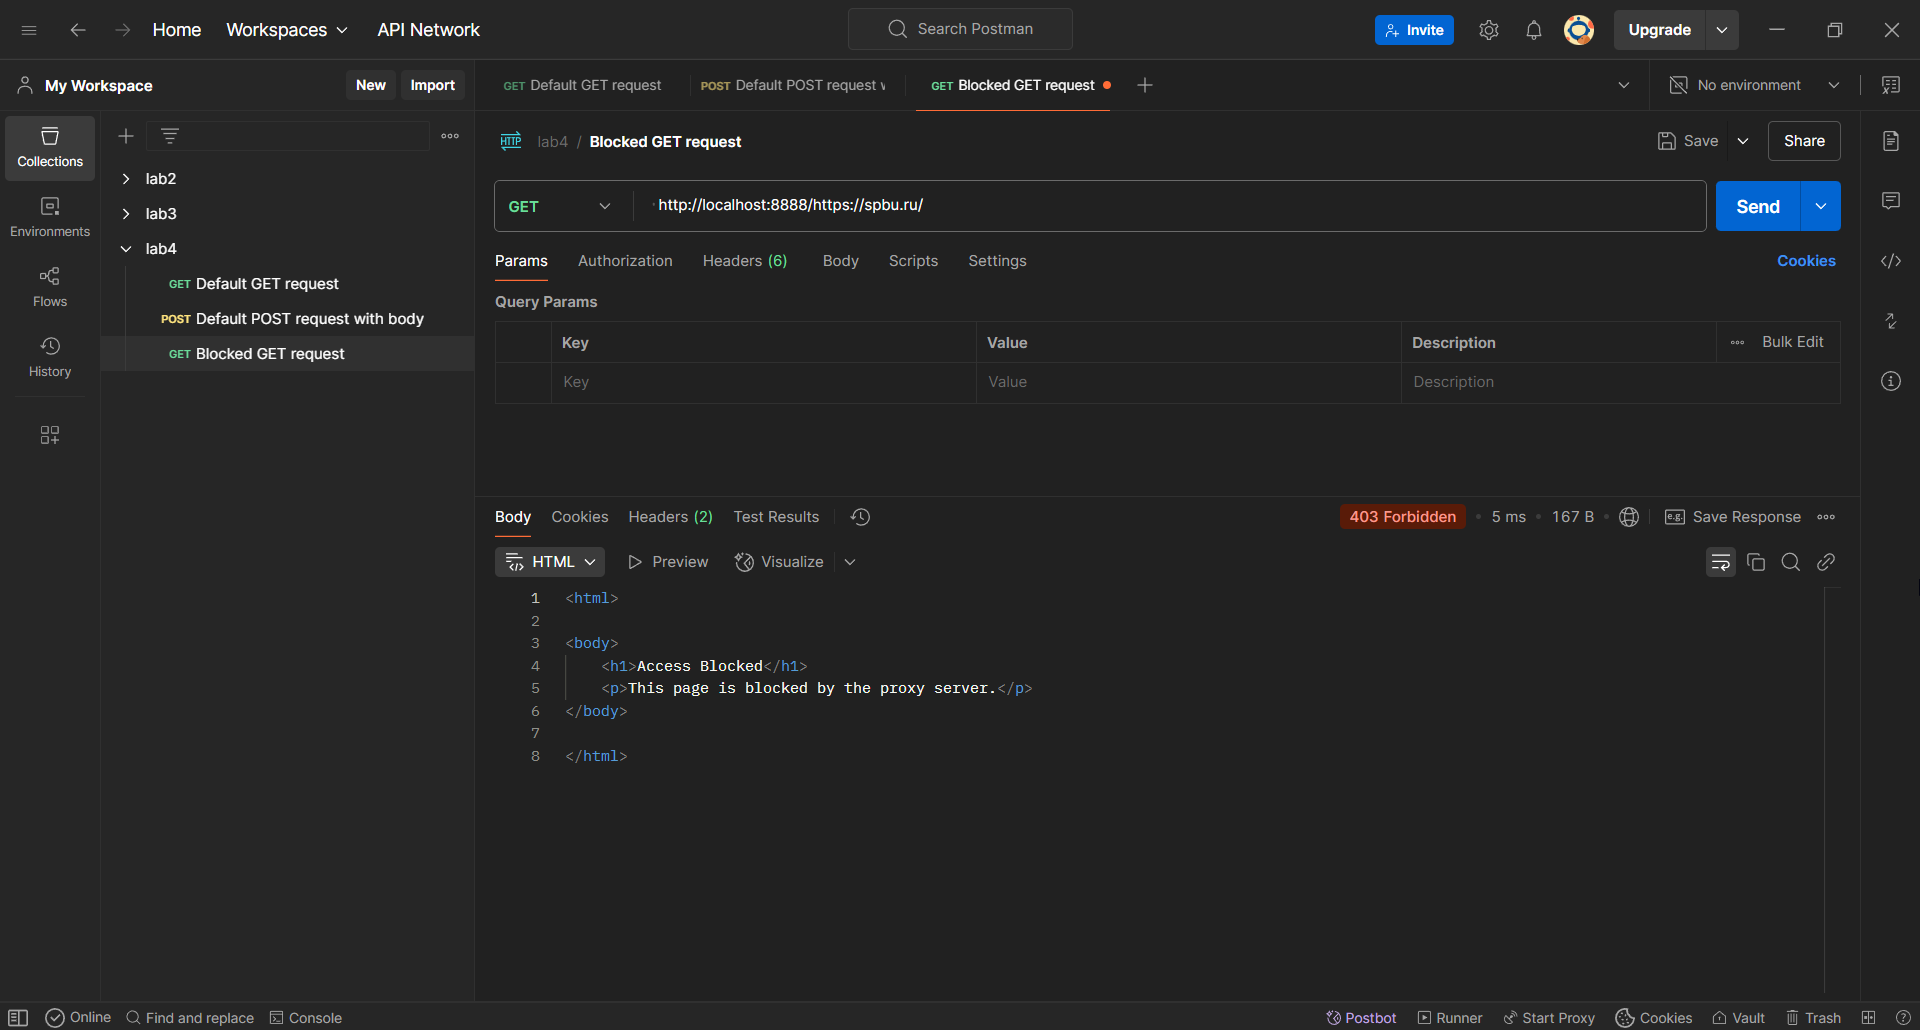 Home Workspaces API Network Search Postman Invite Upgrade
My Workspace New Import GET Default GET request POST Default POST request GET Blocked GET request No environment
Collections
Environments
Flows
History
lab2
lab3
lab4
GET Default GET request
POST Default POST request with body
GET Blocked GET request
HTTP lab4 / Blocked GET request Save Share
GET http://localhost:8888/https://spbu.ru/ Send
Params Authorization Headers (6) Body Scripts Settings Cookies
Query Params
Key Value Description Bulk Edit
Key Value Description
Body Cookies Headers (2) Test Results 403 Forbidden • 5 ms • 167 B • e.g. Save Response
HTML Preview Visualize
1 <html>
2
3 <body>
4 <h1>Access Blocked</h1>
5 <p>This page is blocked by the proxy server.</p>
6 </body>
7
8 </html>
Online Find and replace Console Postbot Runner Start Proxy Cookies Vault Trash